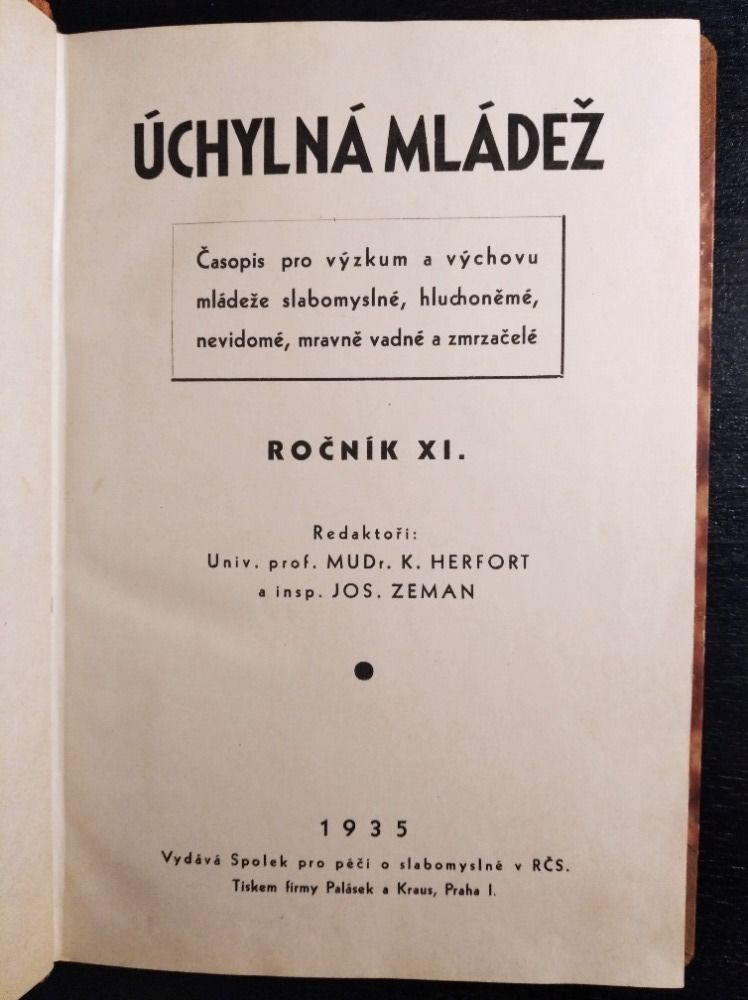 ÚCHYLNÁ MLÁDEŽ
Časopis pro výzkum a výchovu
mládeže slabomyslné, hluchoněmé,
nevidomé, mravně vadné a zmrzačelé
ROČNÍK XI.
Redaktoři:
Univ. prof. MUDr. K. HERFORT
a insp. JOS. ZEMAN
1935
Vydává Spolek pro péči o slabomyslné v RČS.
Tiskem firmy Palásek a Kraus, Praha I.